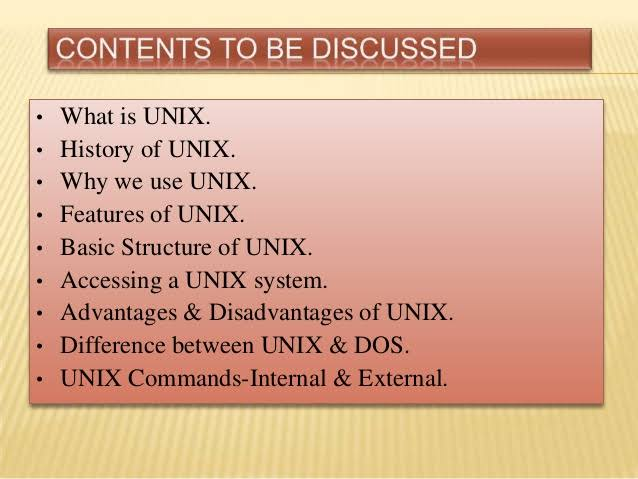 CONTENTS TO BE DISCUSSED
• What is UNIX.
• History of UNIX.
• Why we use UNIX.
• Features of UNIX.
• Basic Structure of UNIX.
• Accessing a UNIX system.
• Advantages & Disadvantages of UNIX.
• Difference between UNIX & DOS.
• UNIX Commands-Internal & External.